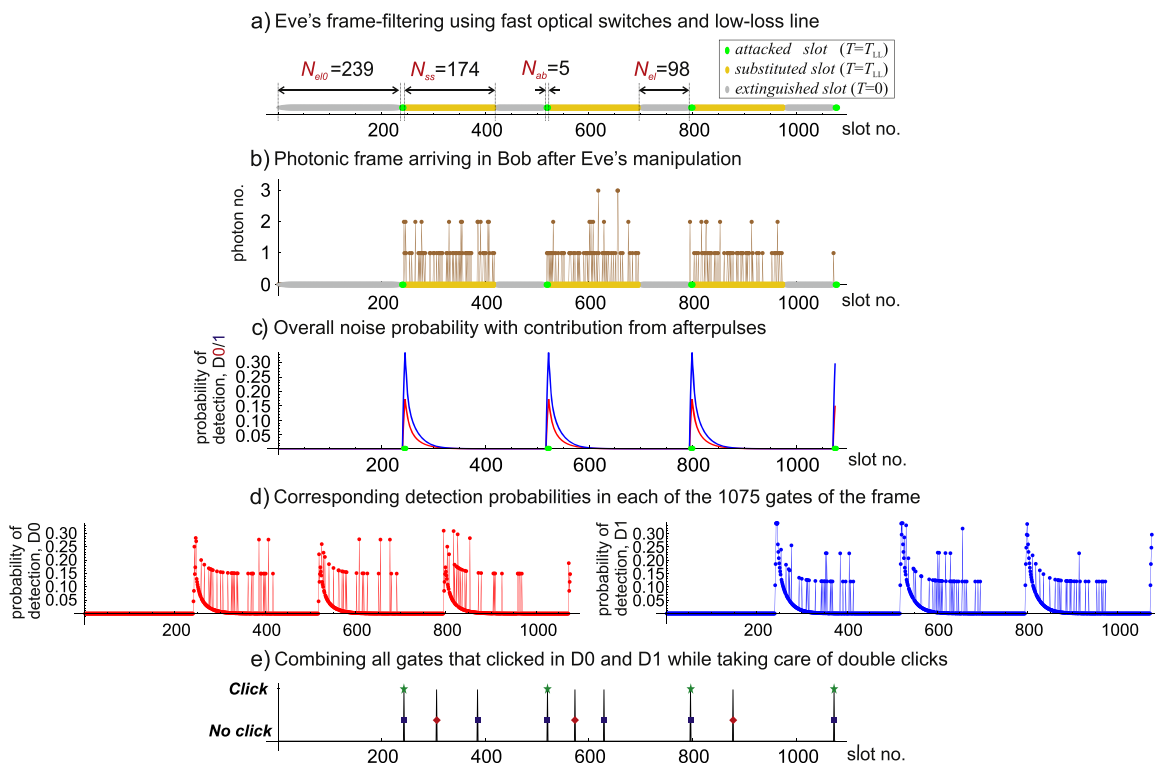 a) Eve's frame-filtering using fast optical switches and low-loss line
attacked slot (T=T_LL)
substituted slot (T=T_LL)
extinguished slot (T=0)
N_el0=239
N_ss=174
N_ab=5
N_el=98
200 400 600 800 1000
slot no.
b) Photonic frame arriving in Bob after Eve's manipulation
photon no.
3
2
1
0
200 400 600 800 1000
slot no.
c) Overall noise probability with contribution from afterpulses
probability of
detection, D0/1
0.30
0.25
0.20
0.15
0.10
0.05
200 400 600 800 1000
slot no.
d) Corresponding detection probabilities in each of the 1075 gates of the frame
probability of
detection, D0
0.30
0.25
0.20
0.15
0.10
0.05
200 400 600 800 1000
probability of
detection, D1
0.30
0.25
0.20
0.15
0.10
0.05
200 400 600 800 1000
e) Combining all gates that clicked in D0 and D1 while taking care of double clicks
Click
No click
200 400 600 800 1000
slot no.